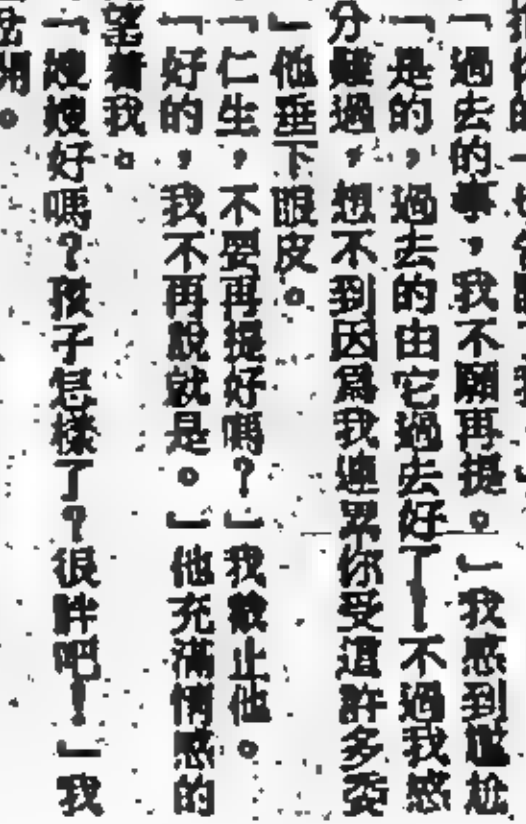 「過去的事，我不願再提。」我感到尷尬
「是的，過去的由它過去好了——不過我感
分難過，想不到因爲我連累你受這許多委
」他垂下眼皮。
「仁生，不要再提好嗎？」我截止他。
「好的，我不再說就是。」他充滿情感的
望着我。
「嫂嫂好嗎？孩子怎樣了？很胖吧！」我